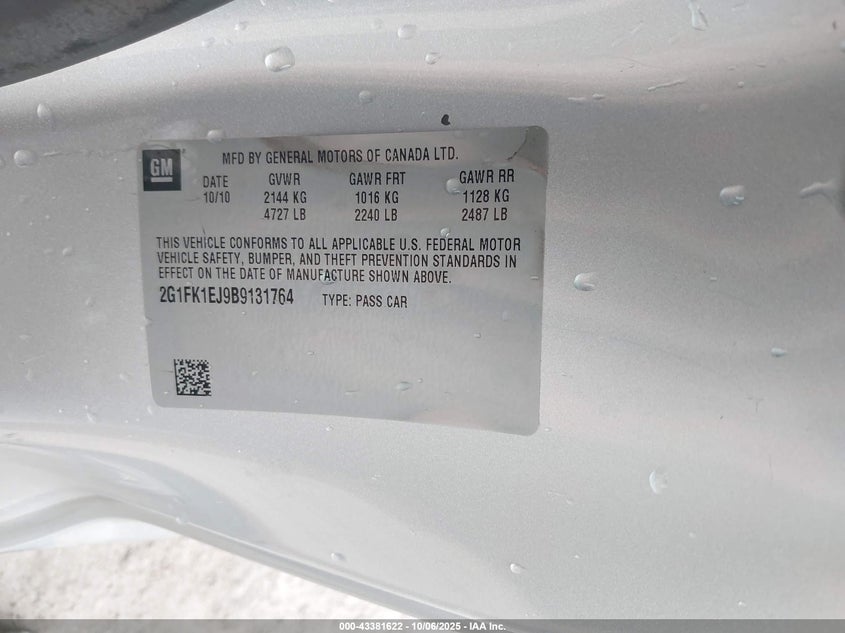 GM
MFD BY GENERAL MOTORS OF CANADA LTD.
DATE GVWR GAWR FRT GAWR RR
10/10 2144 KG 1016 KG 1128 KG
4727 LB 2240 LB 2487 LB
THIS VEHICLE CONFORMS TO ALL APPLICABLE U.S. FEDERAL MOTOR
VEHICLE SAFETY, BUMPER, AND THEFT PREVENTION STANDARDS IN
EFFECT ON THE DATE OF MANUFACTURE SHOWN ABOVE.
2G1FK1EJ9B9131764 TYPE: PASS CAR
000-43381622 - 10/06/2025 - IAA Inc.